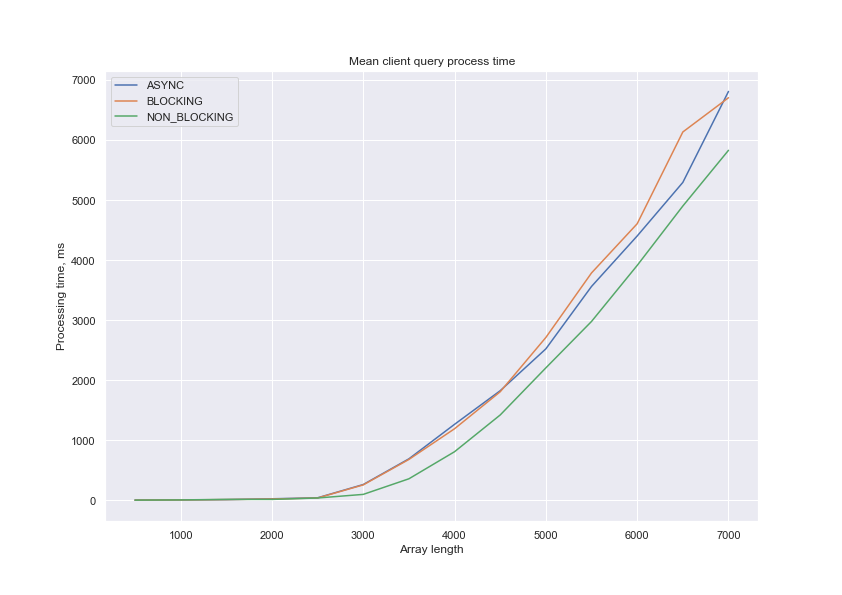 Mean client query process time
7000
6000
5000
4000
3000
2000
1000
0
Processing time, ms
ASYNC
BLOCKING
NON_BLOCKING
1000 2000 3000 4000 5000 6000 7000
Array length